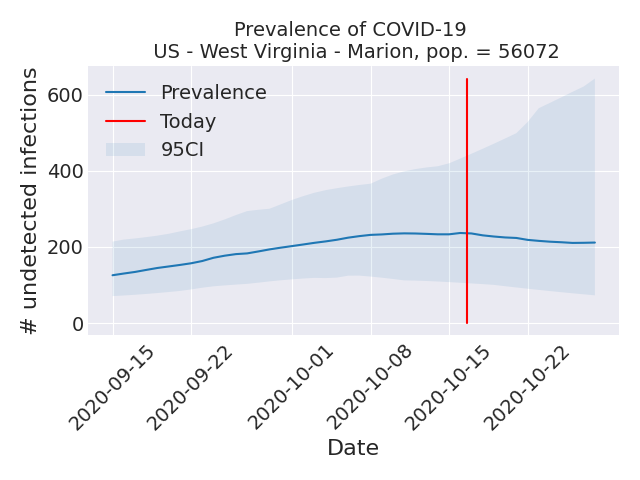 Prevalence of COVID-19
US - West Virginia - Marion, pop. = 56072
# undetected infections
600
400
200
0
Prevalence
Today
95CI
2020-09-15
2020-09-22
2020-10-01
2020-10-08
2020-10-15
2020-10-22
Date